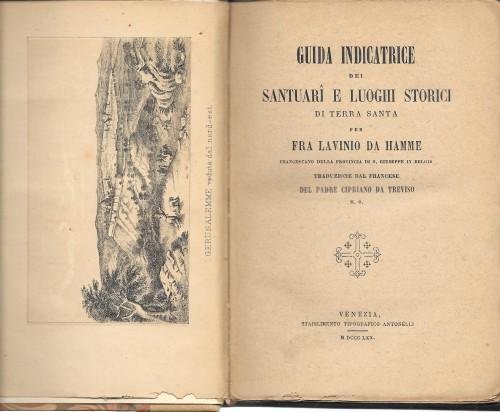 GERUSALEMME veduta dal nord-est.
GUIDA INDICATRICE
DEI
SANTUARÎ E LUOGHI STORICI
DI TERRA SANTA
PER
FRA LAVINIO DA HAMME
FRANCESCANO DELLA PROVINCIA DI S. GIUSEPPE IN BELGIO
TRADUZIONE DAL FRANCESE
DEL PADRE CIPRIANO DA TREVISO
M. O.
VENEZIA,
STABILIMENTO TIPOGRAFICO ANTONELLI
M DCCC LXX.